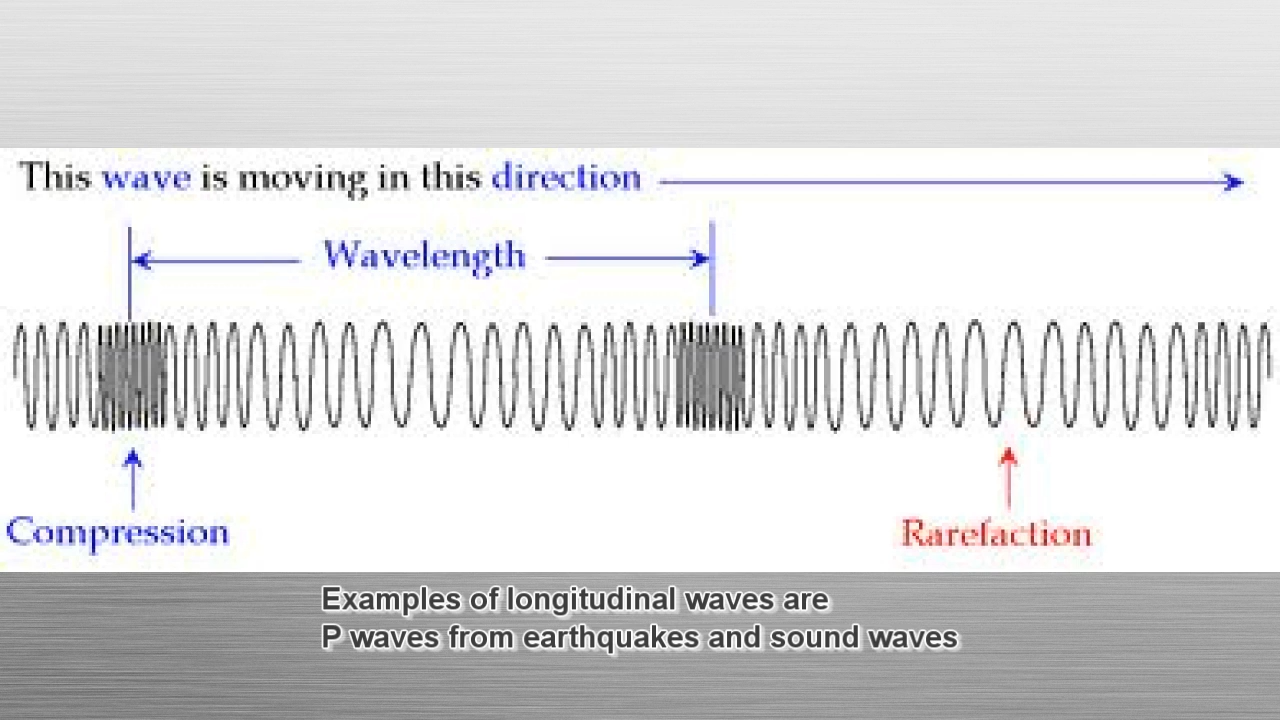 This wave is moving in this direction
Wavelength
Compression
Rarefaction
Examples of longitudinal waves are
P waves from earthquakes and sound waves